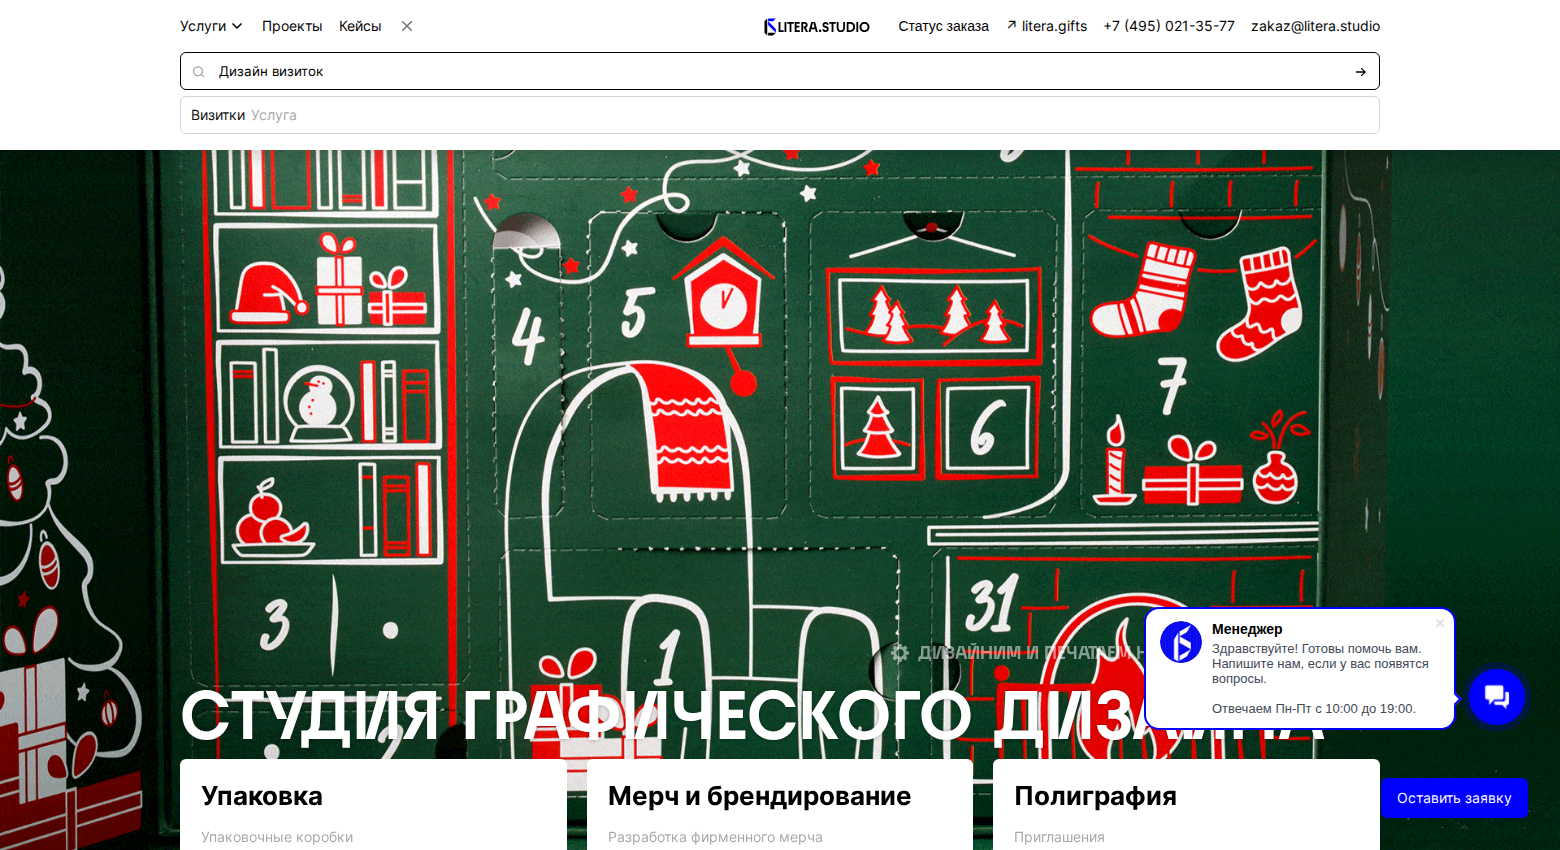 Услуги
Проекты
Кейсы
LITERA.STUDIO
Статус заказа
litera.gifts
+7 (495) 021-35-77
zakaz@litera.studio
Дизайн визиток
Визитки Услуга
5
4
7
6
3
31
1
2
ДИЗАЙНИМ И ПЕЧАТАЕМ
СТУДИЯ ГРАФИЧЕСКОГО
Менеджер
Здравствуйте! Готовы помочь вам.
Напишите нам, если у вас появятся
вопросы.
Отвечаем Пн-Пт с 10:00 до 19:00.
Оставить заявку
Упаковка
Упаковочные коробки
Мерч и брендирование
Разработка фирменного мерча
Полиграфия
Приглашения